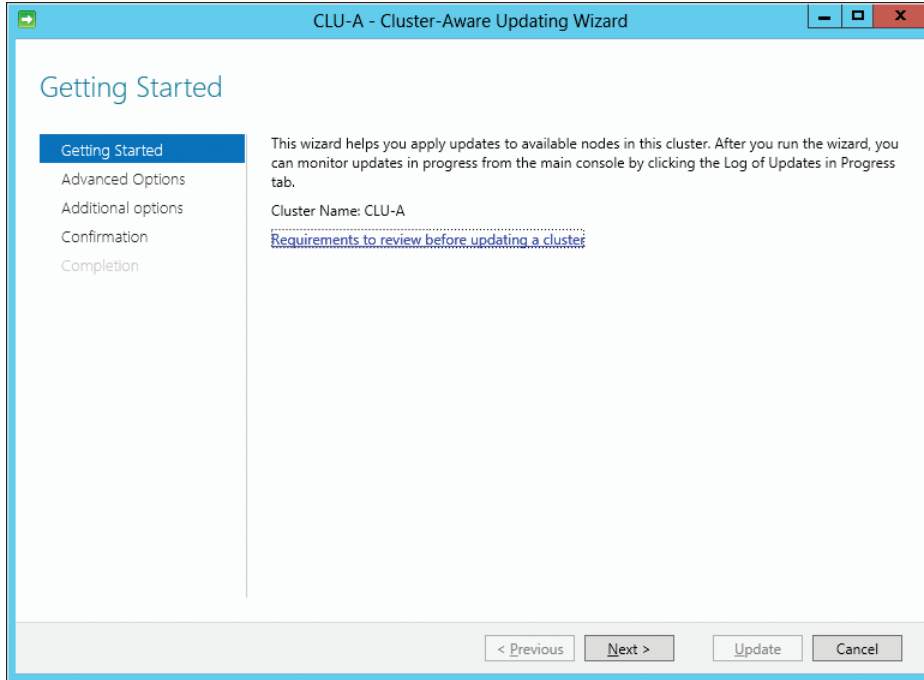 CLU-A - Cluster-Aware Updating Wizard
Getting Started
Getting Started
Advanced Options
Additional options
Confirmation
Completion
This wizard helps you apply updates to available nodes in this cluster. After you run the wizard, you
can monitor updates in progress from the main console by clicking the Log of Updates in Progress
tab.
Cluster Name: CLU-A
Requirements to review before updating a cluster
< Previous
Next >
Update
Cancel